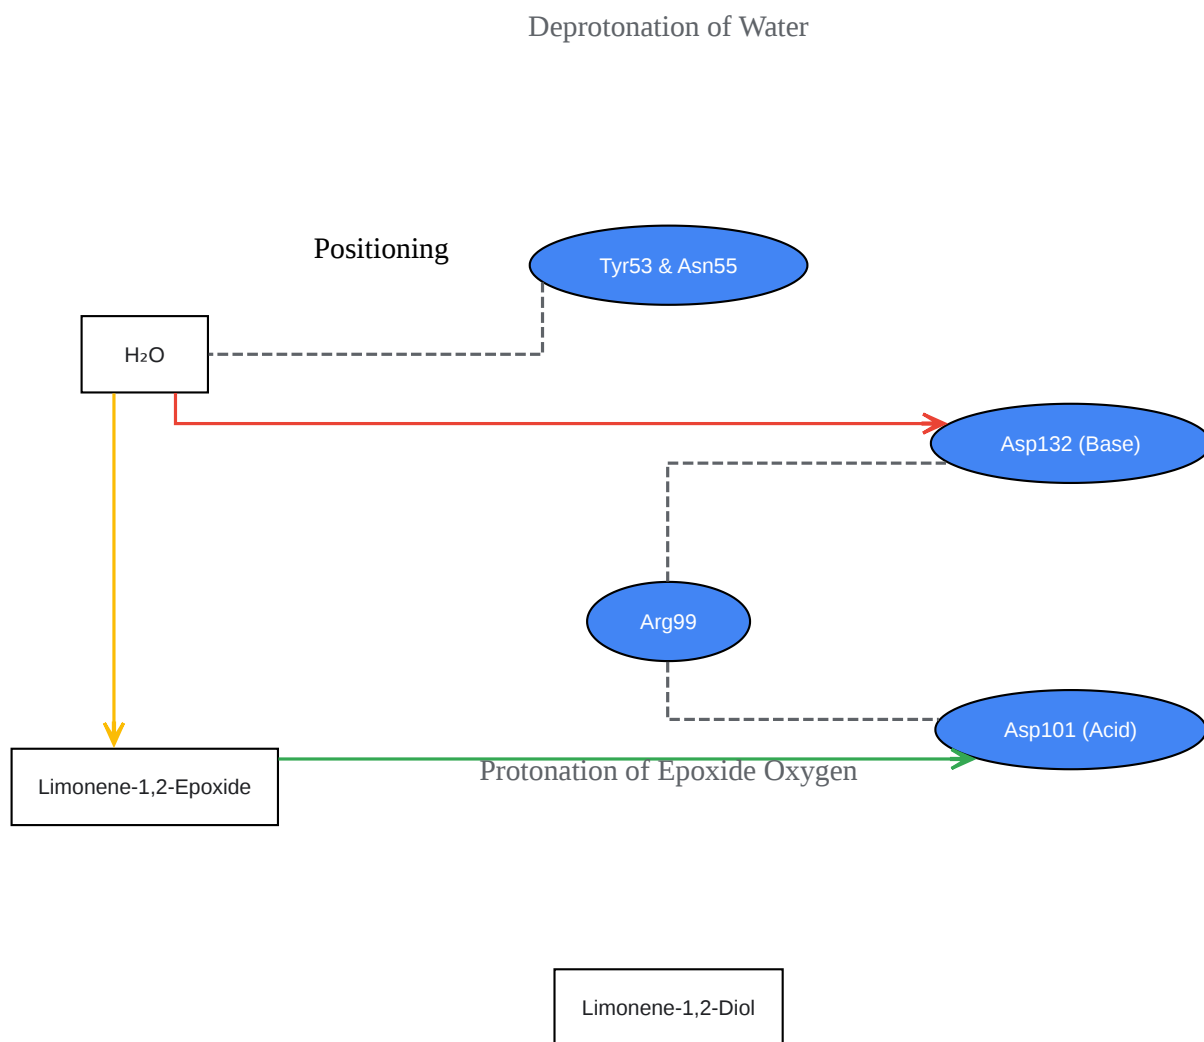 Deprotonation of Water
Positioning
Tyr53 & Asn55
H₂O
Asp132 (Base)
Arg99
Asp101 (Acid)
Protonation of Epoxide Oxygen
Limonene-1,2-Epoxide
Limonene-1,2-Diol